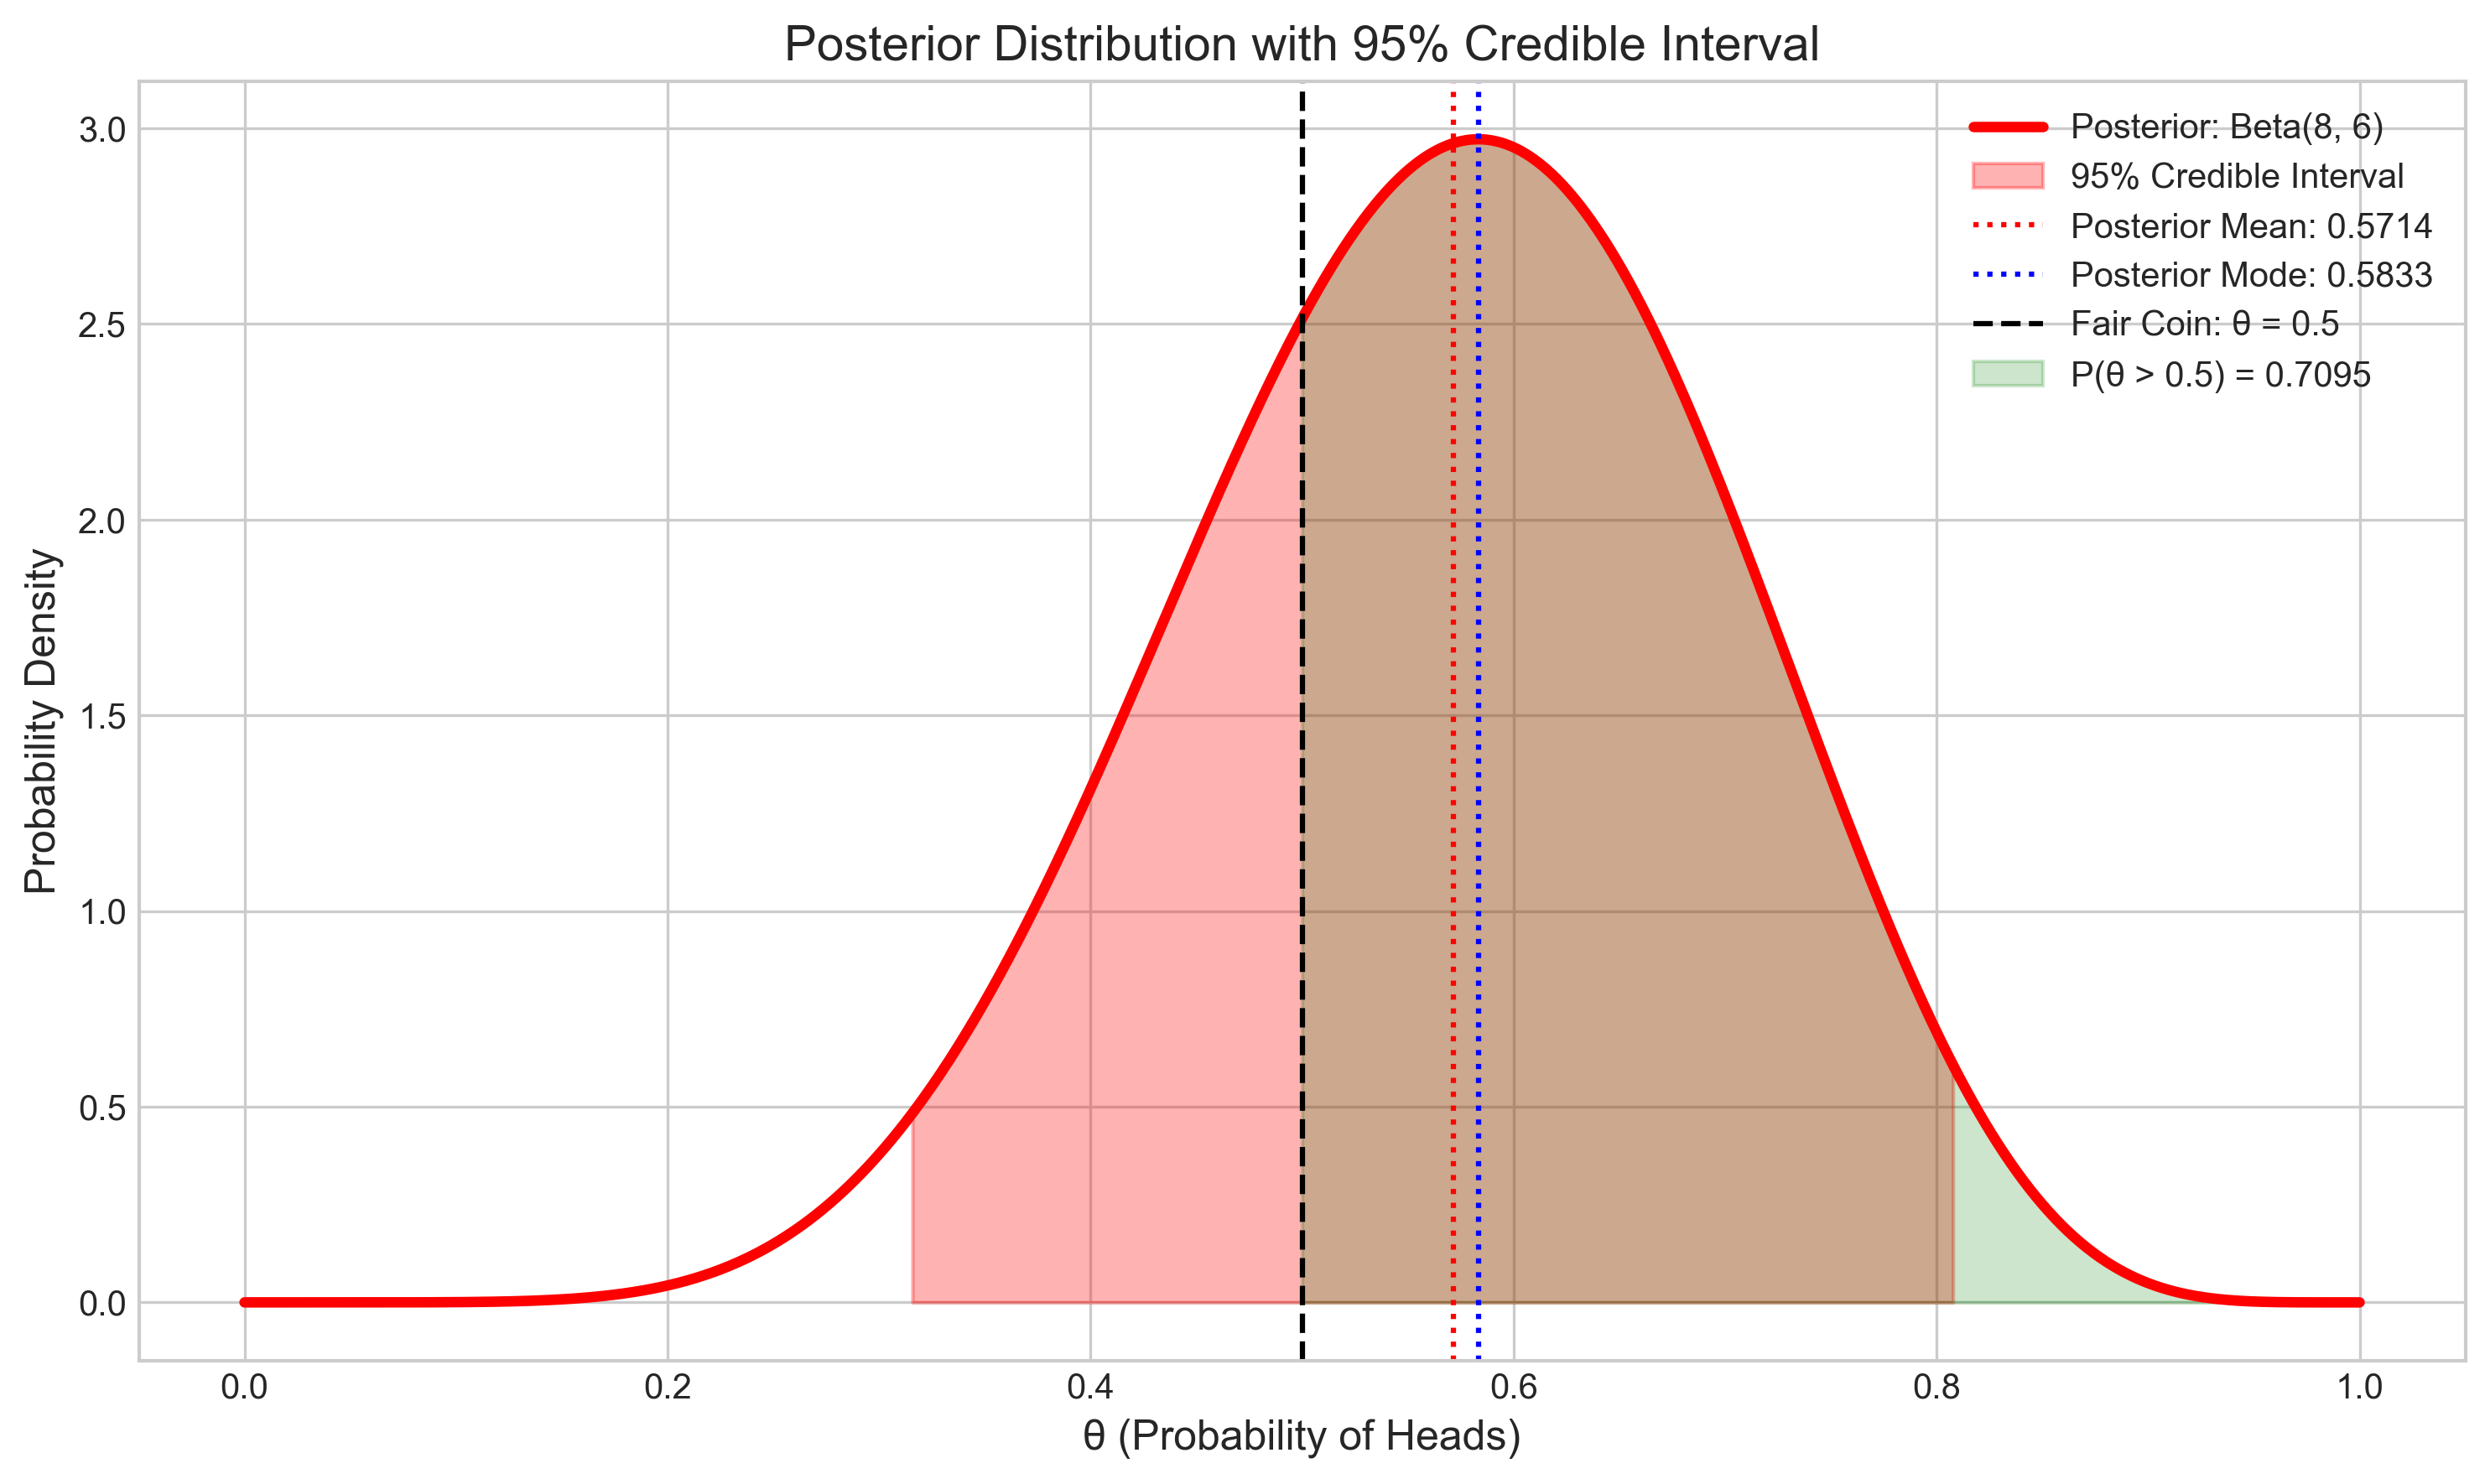 Posterior Distribution with 95% Credible Interval
Posterior: Beta(8, 6)
95% Credible Interval
Posterior Mean: 0.5714
Posterior Mode: 0.5833
Fair Coin: θ = 0.5
P(θ > 0.5) = 0.7095
Probability Density
3.0
2.5
2.0
1.5
1.0
0.5
0.0
0.0 0.2 0.4 0.6 0.8 1.0
θ (Probability of Heads)